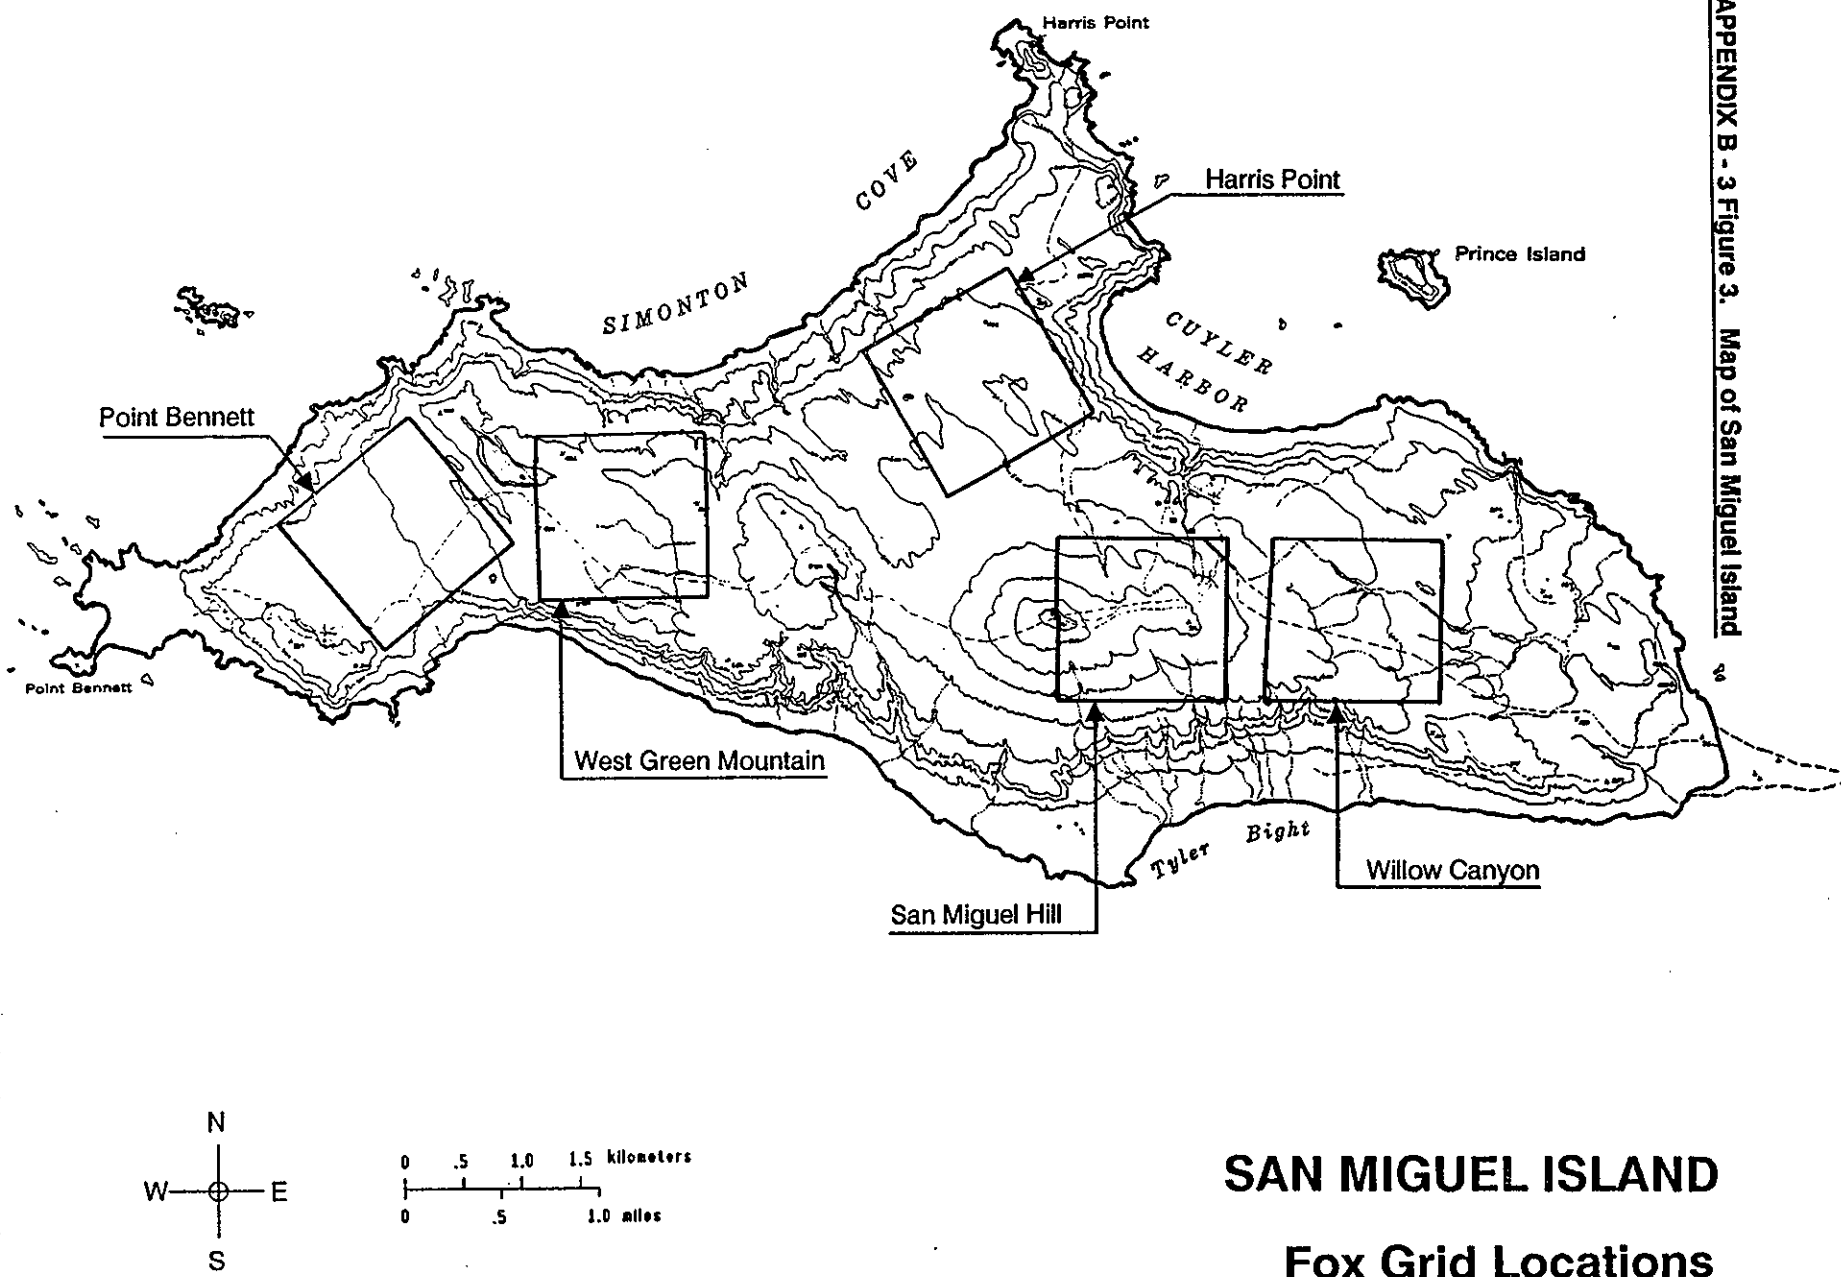 APPENDIX B - 3 Figure 3. Map of San Miguel Island
Harris Point
COVE
Harris Point
Prince Island
SIMONTON
CUYLER
HARBOR
Point Bennett
Point Bennett
West Green Mountain
Tyler Bight
Willow Canyon
San Miguel Hill
N
W E
S
0 .5 1.0 1.5 kilometers
0 .5 1.0 miles
SAN MIGUEL ISLAND
Fox Grid Locations